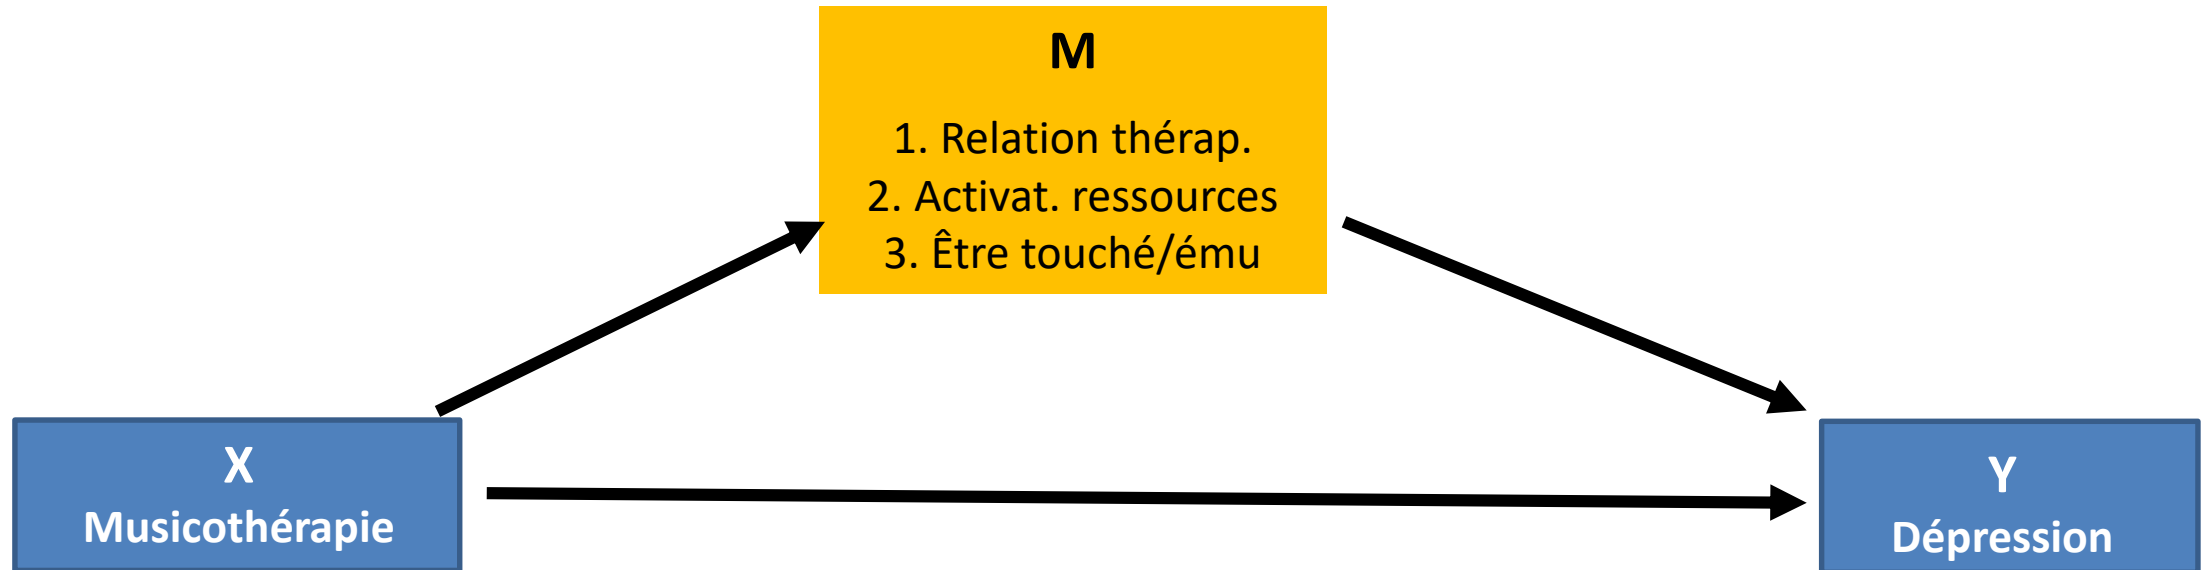 M
1. Relation thérap.
2. Activat. ressources
3. Être touché/ému
X
Musicothérapie
Y
Dépression